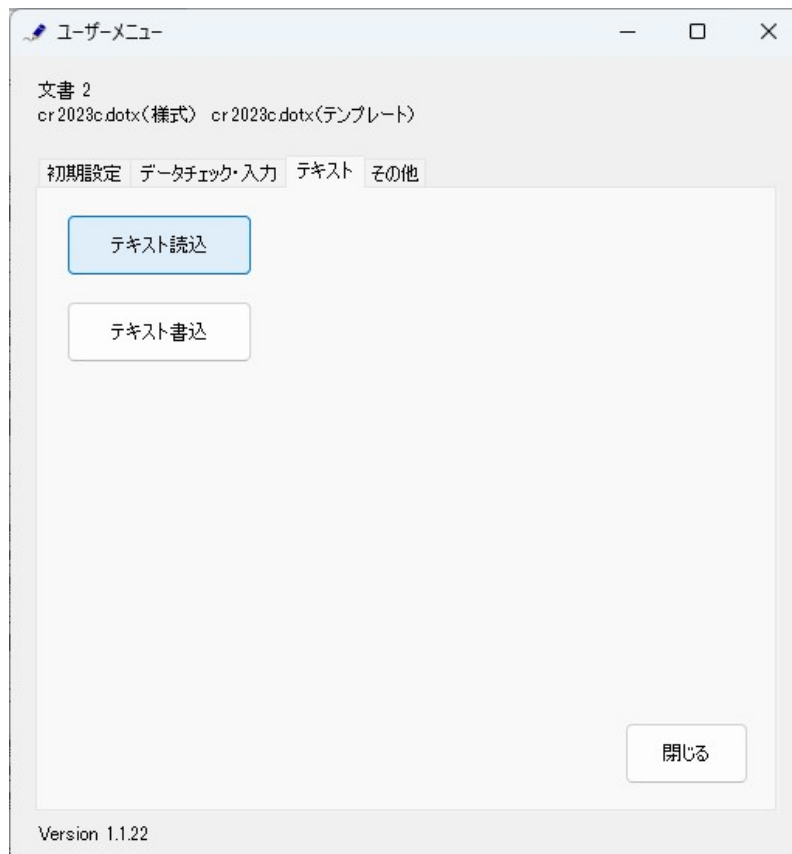 ユーザーメニュー
文書 2
cr2023c.dotx(様式) cr2023c.dotx(テンプレート)
初期設定 データチェック・入力 テキスト その他
テキスト読込
テキスト書込
閉じる
Version 1.1.22